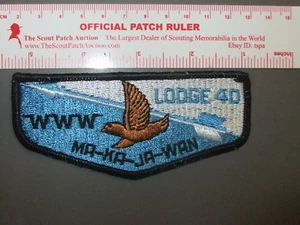 OFFICIAL PATCH RULER
The Scout Patch Auction - The Largest Dealer of Scouting Memorabilia in the World
www.TheScoutPatchAuction.com
Ebay ID: tspa
LODGE 40
WWW
MA-KA-JA-WAN